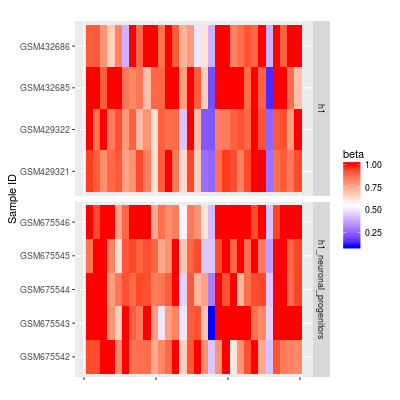 Sample ID
GSM432686
GSM432685
GSM429322
GSM429321
h1
GSM675546
GSM675545
GSM675544
GSM675543
GSM675542
h1_neuronal_progenitors
beta
1.00
0.75
0.50
0.25